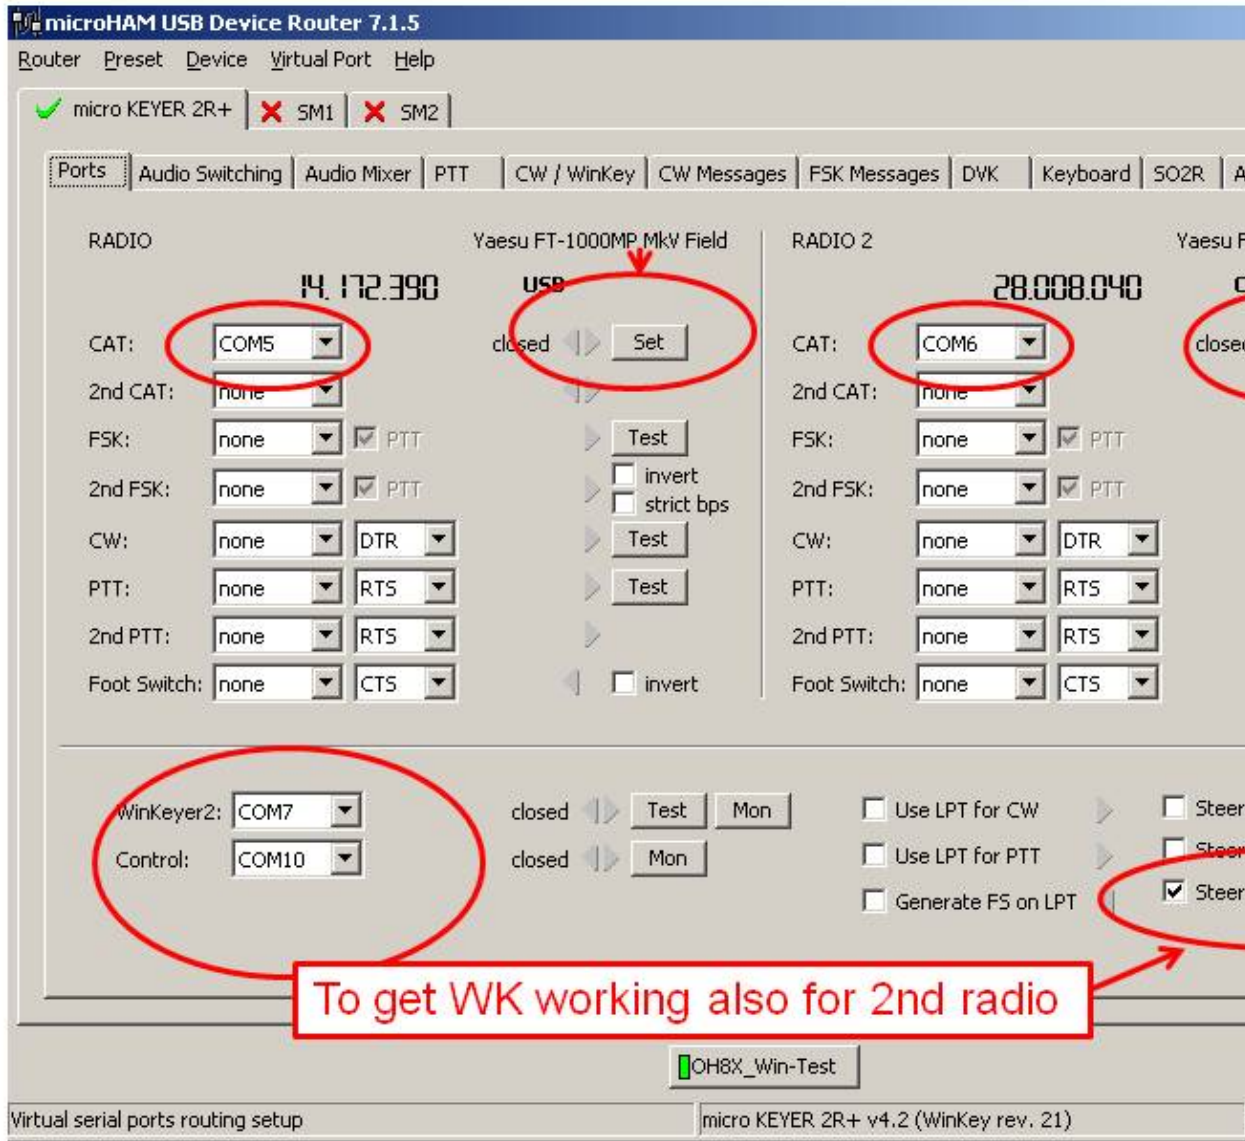 microHAM USB Device Router 7.1.5
Router Preset Device Virtual Port Help
micro KEYER 2R+ SM1 SM2
Ports Audio Switching Audio Mixer PTT CW / WinKey CW Messages FSK Messages DVK Keyboard SO2R A
RADIO Yaesu FT-1000MP MkV Field RADIO 2 Yaesu F
14.172.390 USB 28.008.040 C
CAT: COM5 closed Set CAT: COM6 closed
2nd CAT: none 2nd CAT: none
FSK: none PTT Test FSK: none PTT
2nd FSK: none PTT invert 2nd FSK: none PTT
strict bps
CW: none DTR Test CW: none DTR
PTT: none RTS Test PTT: none RTS
2nd PTT: none RTS 2nd PTT: none RTS
Foot Switch: none CTS invert Foot Switch: none CTS
WinKeyer2: COM7 closed Test Mon Use LPT for CW Steer
Control: COM10 closed Mon Use LPT for PTT Steer
Generate FS on LPT Steer
To get WK working also for 2nd radio
OH8X_Win-Test
Virtual serial ports routing setup micro KEYER 2R+ v4.2 (WinKey rev. 21)